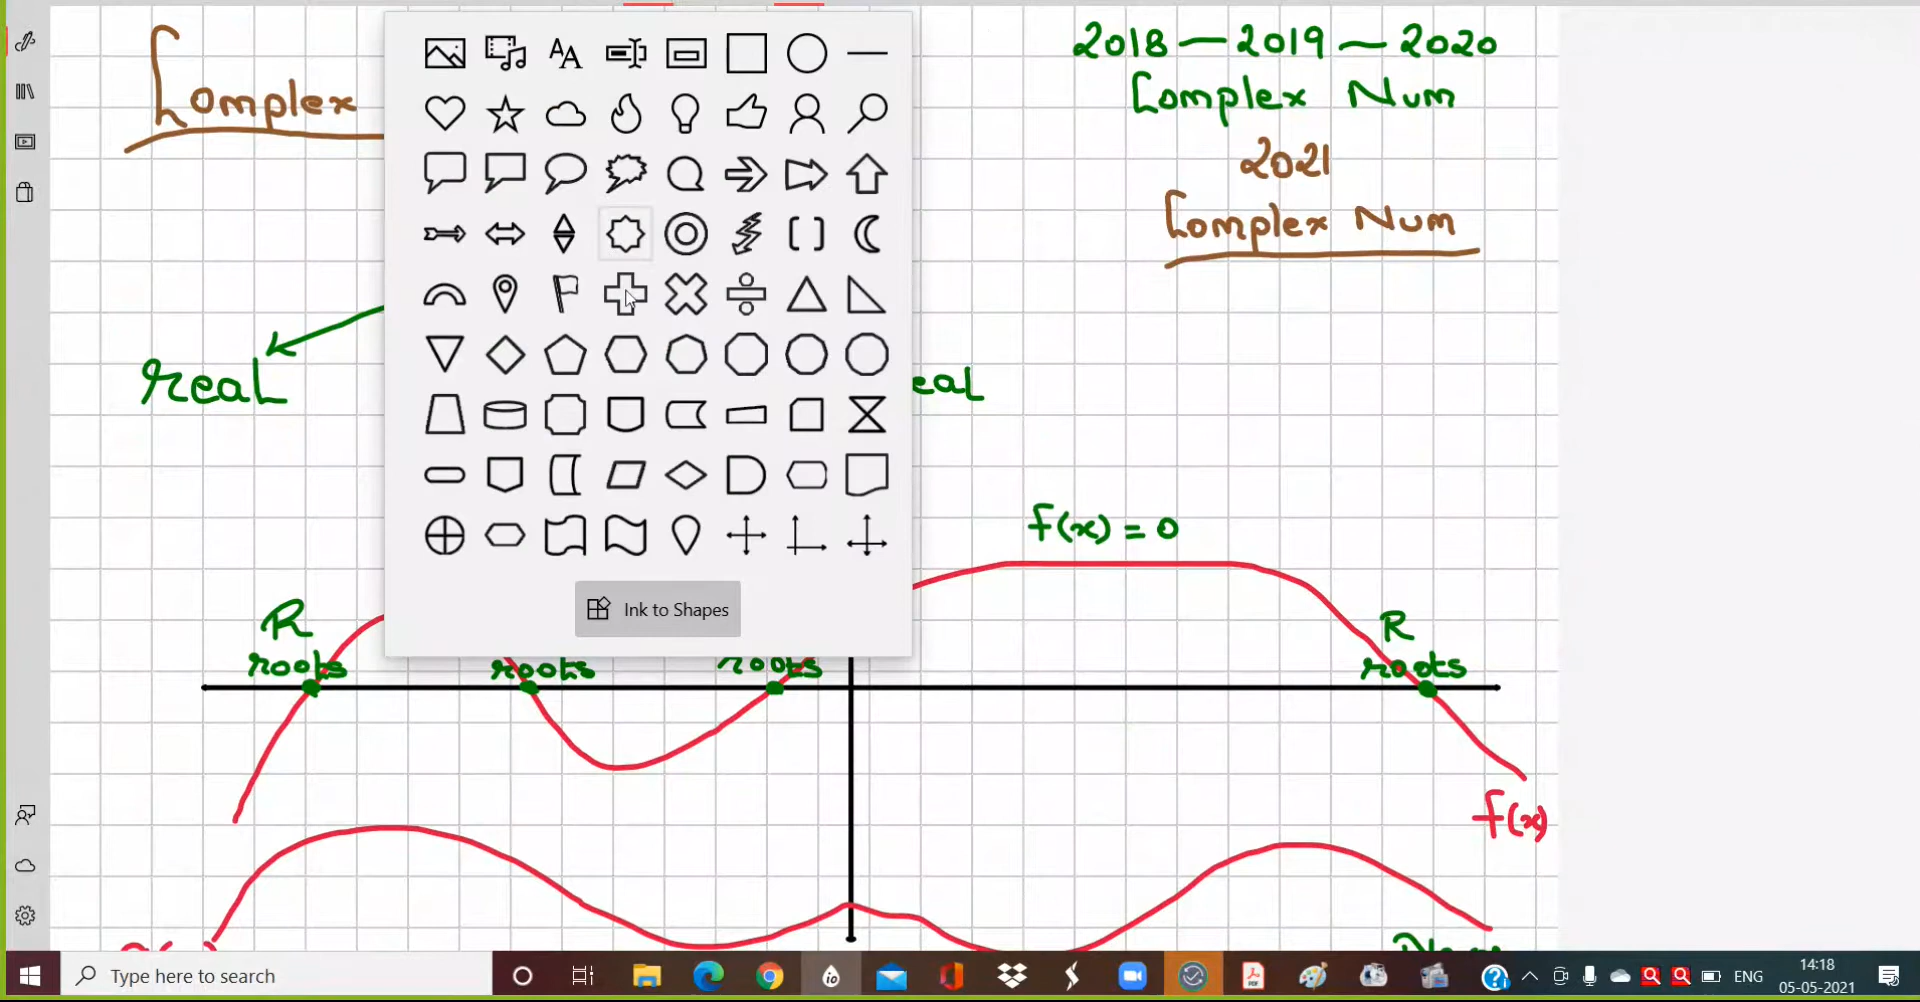 2018 — 2019 — 2020
Complex
Complex Num
2021
Complex Num
real
eal
f(x) = 0
R
R
roots
roots
roots
roots
Ink to Shapes
f(x)
Type here to search
ENG
14:18
05-05-2021